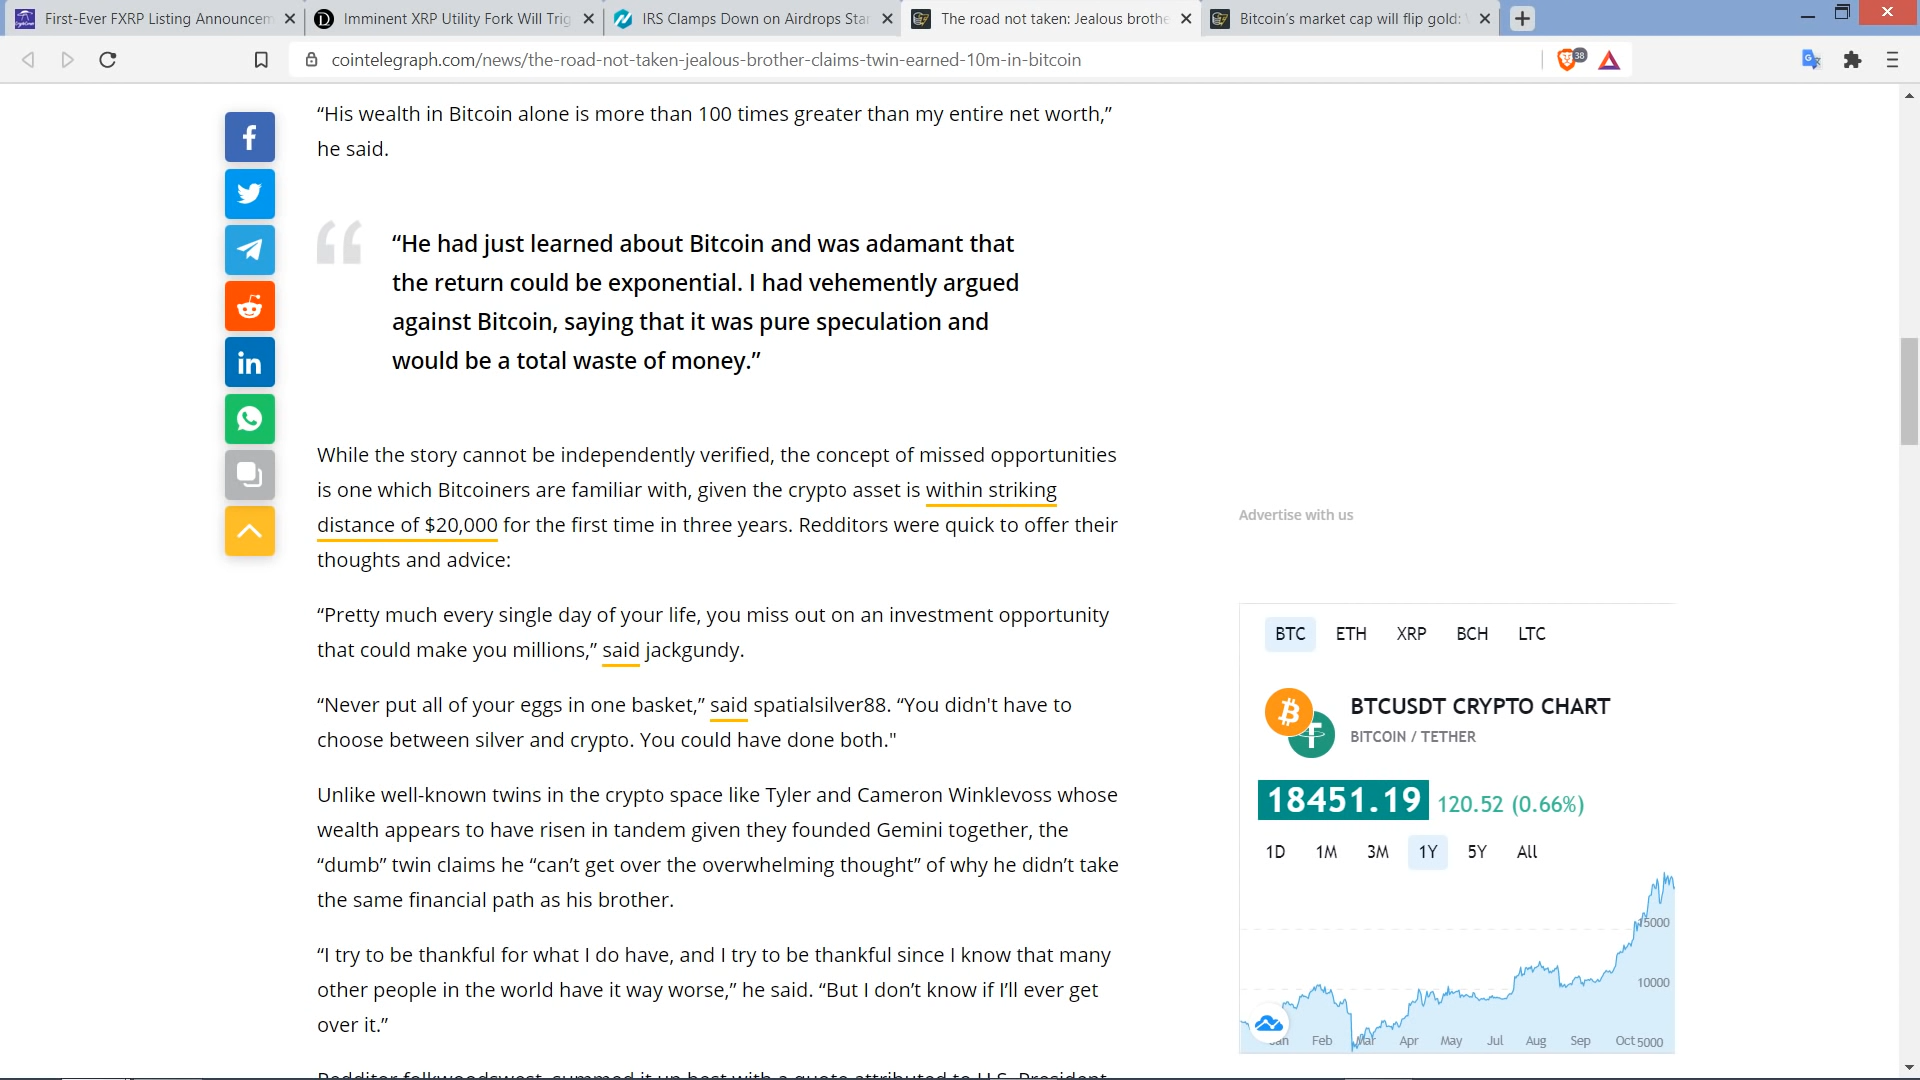 First-Ever FXRP Listing Announcem
Imminent XRP Utility Fork Will Trig
IRS Clamps Down on Airdrops Star
The road not taken: Jealous brothe
Bitcoin's market cap will flip gold:
cointelegraph.com/news/the-road-not-taken-jealous-brother-claims-twin-earned-10m-in-bitcoin
38
“His wealth in Bitcoin alone is more than 100 times greater than my entire net worth,”
he said.
“He had just learned about Bitcoin and was adamant that
the return could be exponential. I had vehemently argued
against Bitcoin, saying that it was pure speculation and
would be a total waste of money.”
While the story cannot be independently verified, the concept of missed opportunities
is one which Bitcoiners are familiar with, given the crypto asset is within striking
distance of $20,000 for the first time in three years. Redditors were quick to offer their
thoughts and advice:
“Pretty much every single day of your life, you miss out on an investment opportunity
that could make you millions,” said jackgundy.
“Never put all of your eggs in one basket,” said spatialsilver88. “You didn't have to
choose between silver and crypto. You could have done both."
Unlike well-known twins in the crypto space like Tyler and Cameron Winklevoss whose
wealth appears to have risen in tandem given they founded Gemini together, the
“dumb” twin claims he “can’t get over the overwhelming thought” of why he didn’t take
the same financial path as his brother.
“I try to be thankful for what I do have, and I try to be thankful since I know that many
other people in the world have it way worse,” he said. “But I don’t know if I’ll ever get
over it.”
Redditor folkwoodswest, summed it up best with a quote attributed to U.S. President
Advertise with us
BTC ETH XRP BCH LTC
BTCUSDT CRYPTO CHART
BITCOIN / TETHER
18451.19 120.52 (0.66%)
1D 1M 3M 1Y 5Y All
15000
10000
Jan Feb Mar Apr May Jul Aug Sep Oct 5000